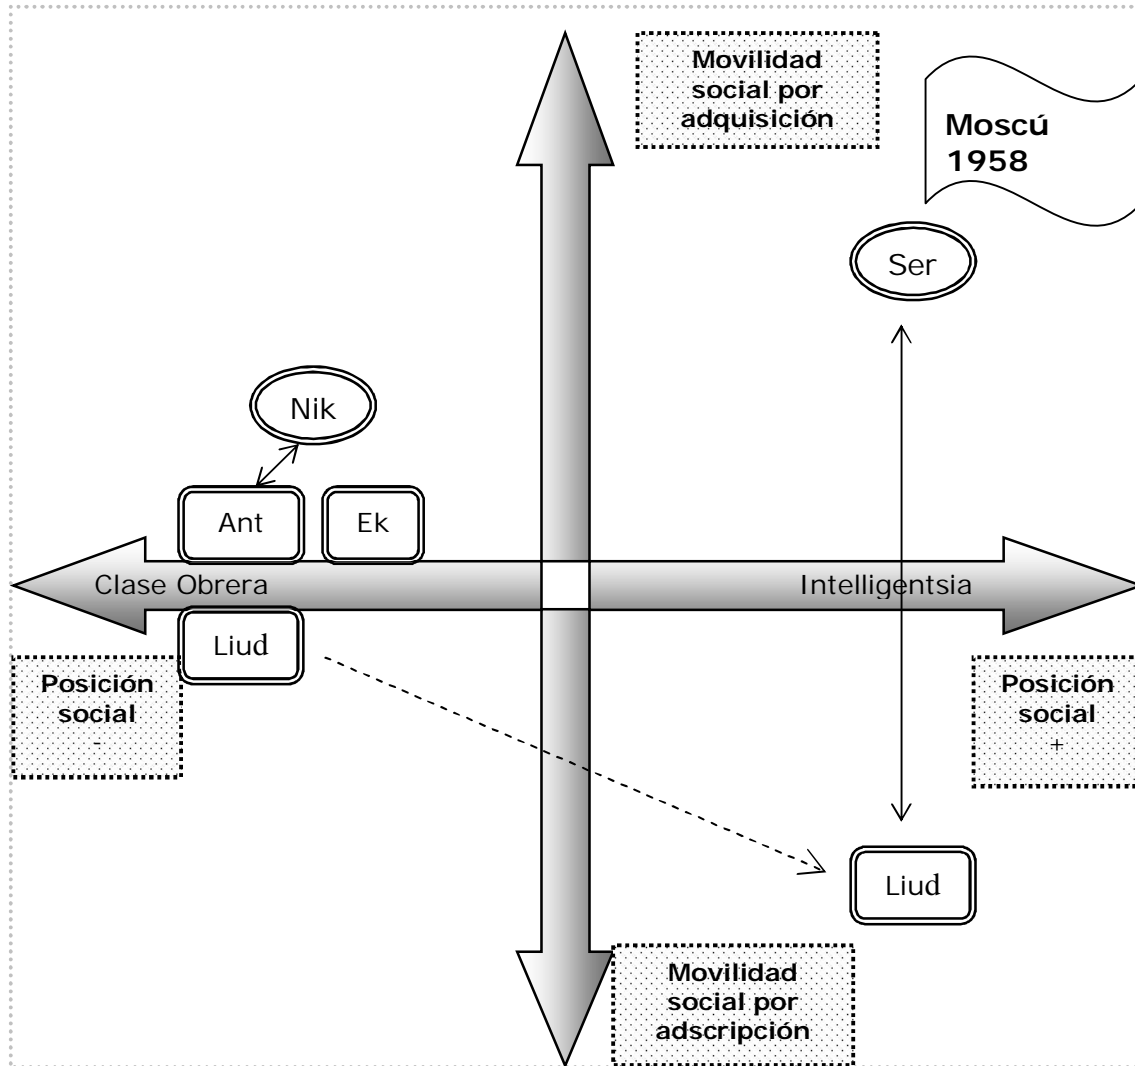 Movilidad
social por
adquisición
Moscú
1958
Ser
Nik
Ant
Ek
Clase Obrera
Intelligentsia
Liud
Posición
social
-
Posición
social
+
Liud
Movilidad
social por
adscripción